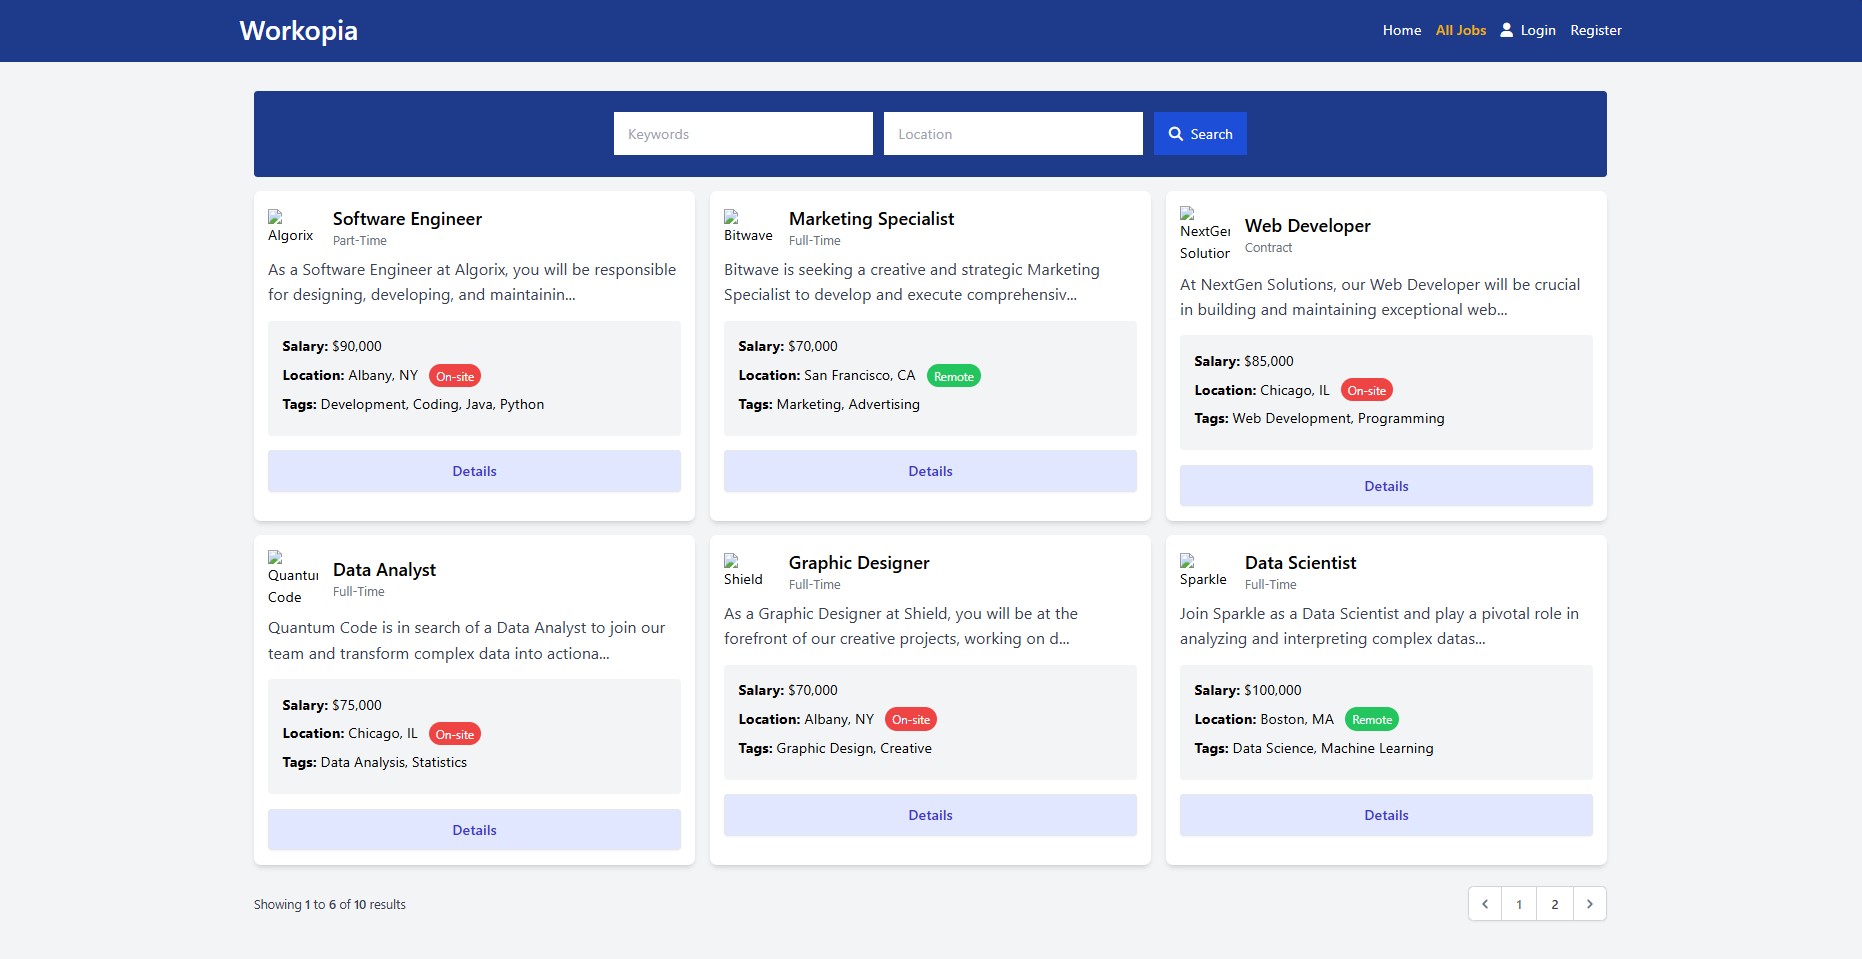 Workopia
Home All Jobs Login Register
Keywords Location Search
Algorix
Software Engineer
Part-Time
As a Software Engineer at Algorix, you will be responsible
for designing, developing, and maintainin...
Salary: $90,000
Location: Albany, NY On-site
Tags: Development, Coding, Java, Python
Details
Bitwave
Marketing Specialist
Full-Time
Bitwave is seeking a creative and strategic Marketing
Specialist to develop and execute comprehensiv...
Salary: $70,000
Location: San Francisco, CA Remote
Tags: Marketing, Advertising
Details
NextGen
Solution
Web Developer
Contract
At NextGen Solutions, our Web Developer will be crucial
in building and maintaining exceptional web...
Salary: $85,000
Location: Chicago, IL On-site
Tags: Web Development, Programming
Details
Quantu
Code
Data Analyst
Full-Time
Quantum Code is in search of a Data Analyst to join our
team and transform complex data into actiona...
Salary: $75,000
Location: Chicago, IL On-site
Tags: Data Analysis, Statistics
Details
Shield
Graphic Designer
Full-Time
As a Graphic Designer at Shield, you will be at the
forefront of our creative projects, working on d...
Salary: $70,000
Location: Albany, NY On-site
Tags: Graphic Design, Creative
Details
Sparkle
Data Scientist
Full-Time
Join Sparkle as a Data Scientist and play a pivotal role in
analyzing and interpreting complex datas...
Salary: $100,000
Location: Boston, MA Remote
Tags: Data Science, Machine Learning
Details
Showing 1 to 6 of 10 results
1 2